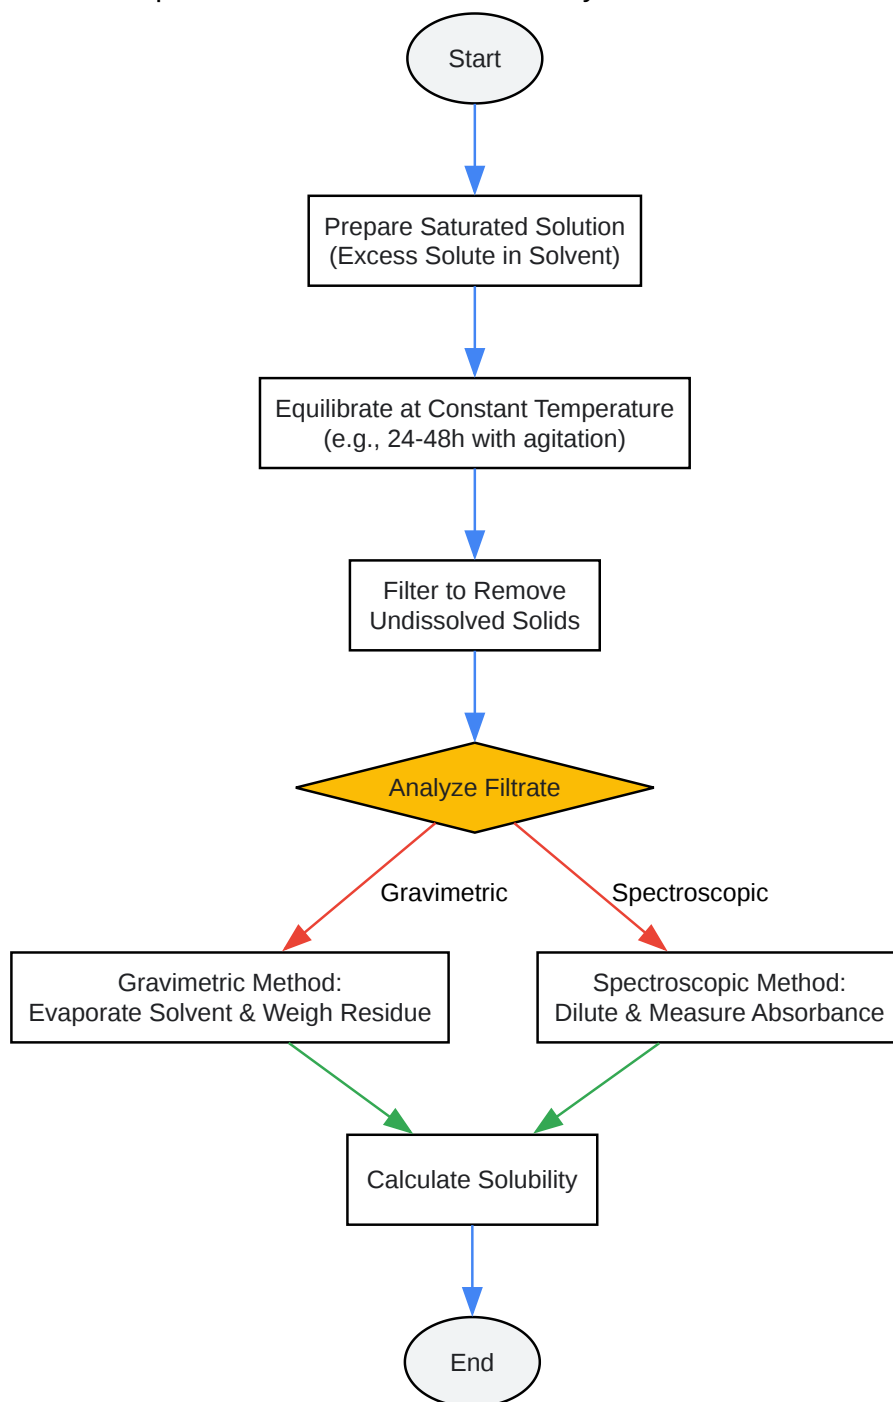 Start
Prepare Saturated Solution
(Excess Solute in Solvent)
Equilibrate at Constant Temperature
(e.g., 24-48h with agitation)
Filter to Remove
Undissolved Solids
Analyze Filtrate
Gravimetric
Spectroscopic
Gravimetric Method:
Evaporate Solvent & Weigh Residue
Spectroscopic Method:
Dilute & Measure Absorbance
Calculate Solubility
End